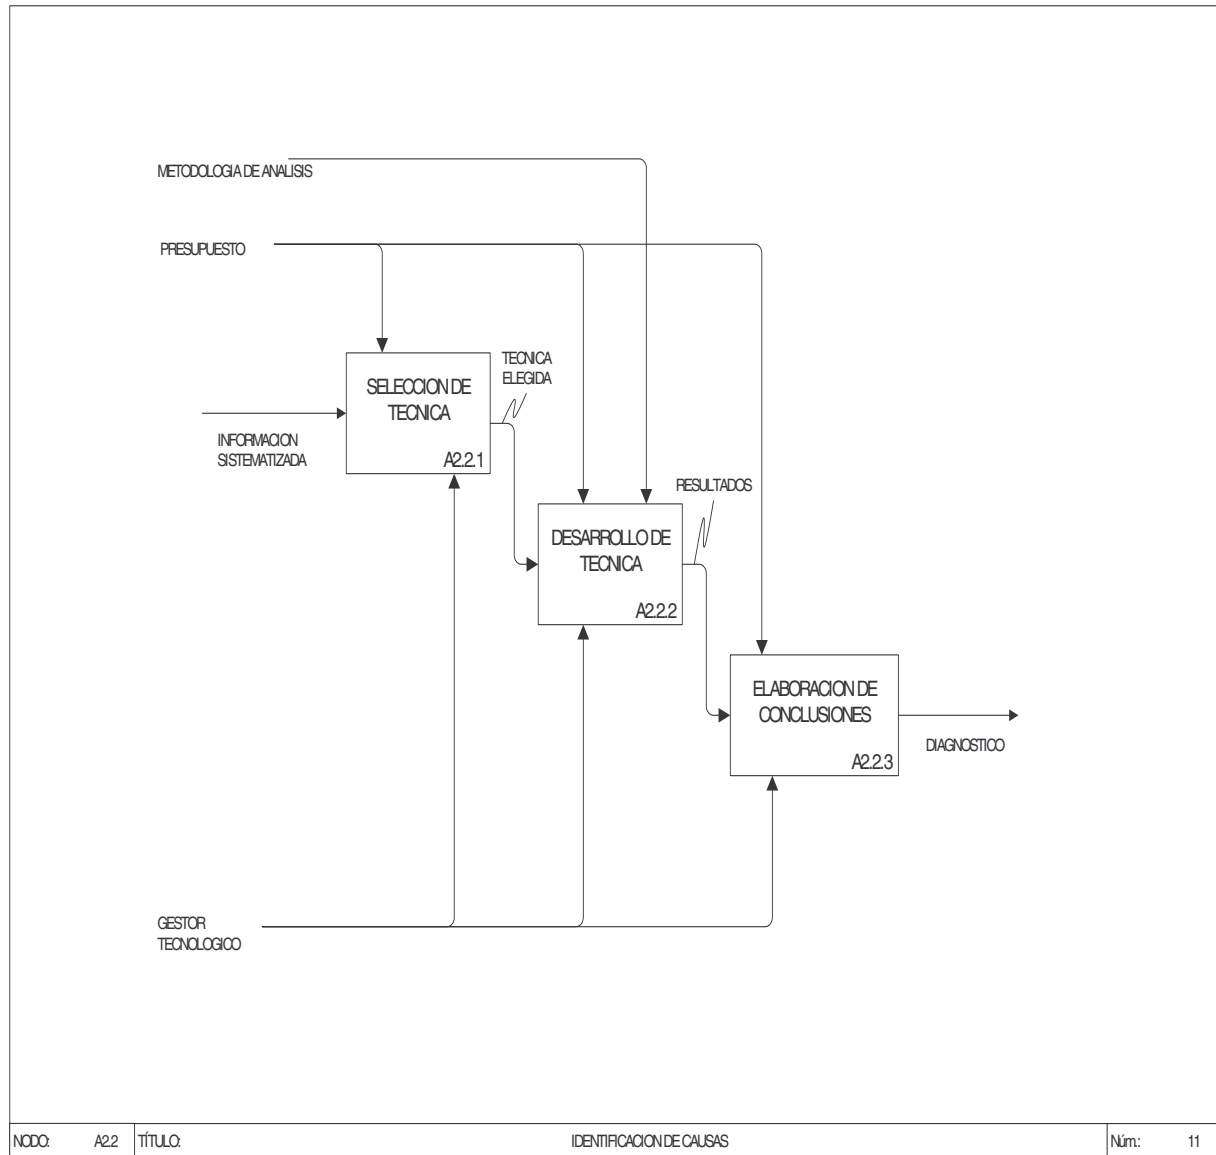 METODOLOGIA DE ANALISIS
PRESUPUESTO
TECNICA
ELEGIDA
SELECCION DE
TECNICA
A2.2.1
INFORMACION
SISTEMATIZADA
RESULTADOS
DESARROLLO DE
TECNICA
A2.2.2
ELABORACION DE
CONCLUSIONES
A2.2.3
DIAGNOSTICO
GESTOR
TECNOLOGICO
NODO: A2.2 TÍTULO: IDENTIFICACION DE CAUSAS Núm.: 11